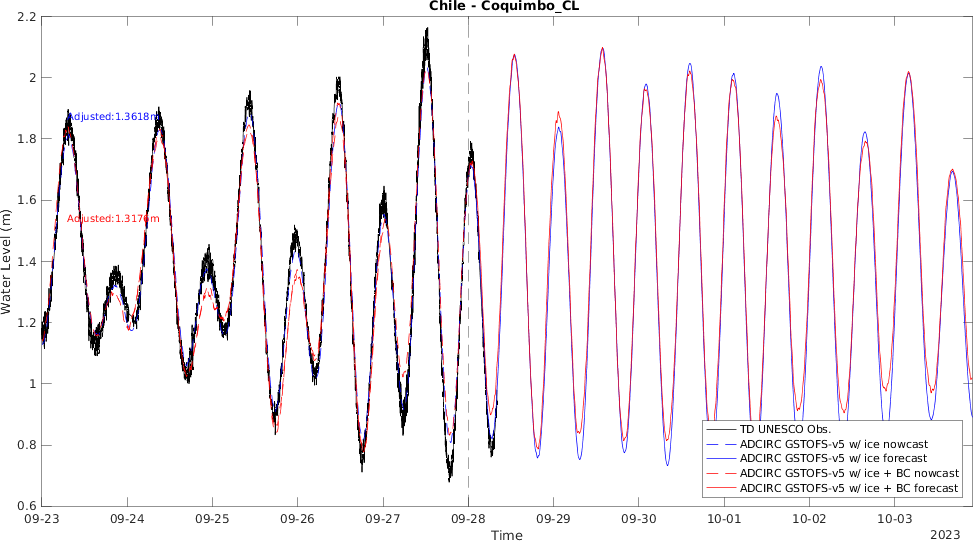 Chile - Coquimbo_CL
2.2
2
1.8
1.6
1.4
1.2
1
0.8
0.6
Water Level (m)
Adjusted:1.3618m
Adjusted:1.3176m
TD UNESCO Obs.
ADCIRC GSTOFS-v5 w/ ice nowcast
ADCIRC GSTOFS-v5 w/ ice forecast
ADCIRC GSTOFS-v5 w/ ice + BC nowcast
ADCIRC GSTOFS-v5 w/ ice + BC forecast
09-23 09-24 09-25 09-26 09-27 09-28 09-29 09-30 10-01 10-02 10-03
Time
2023